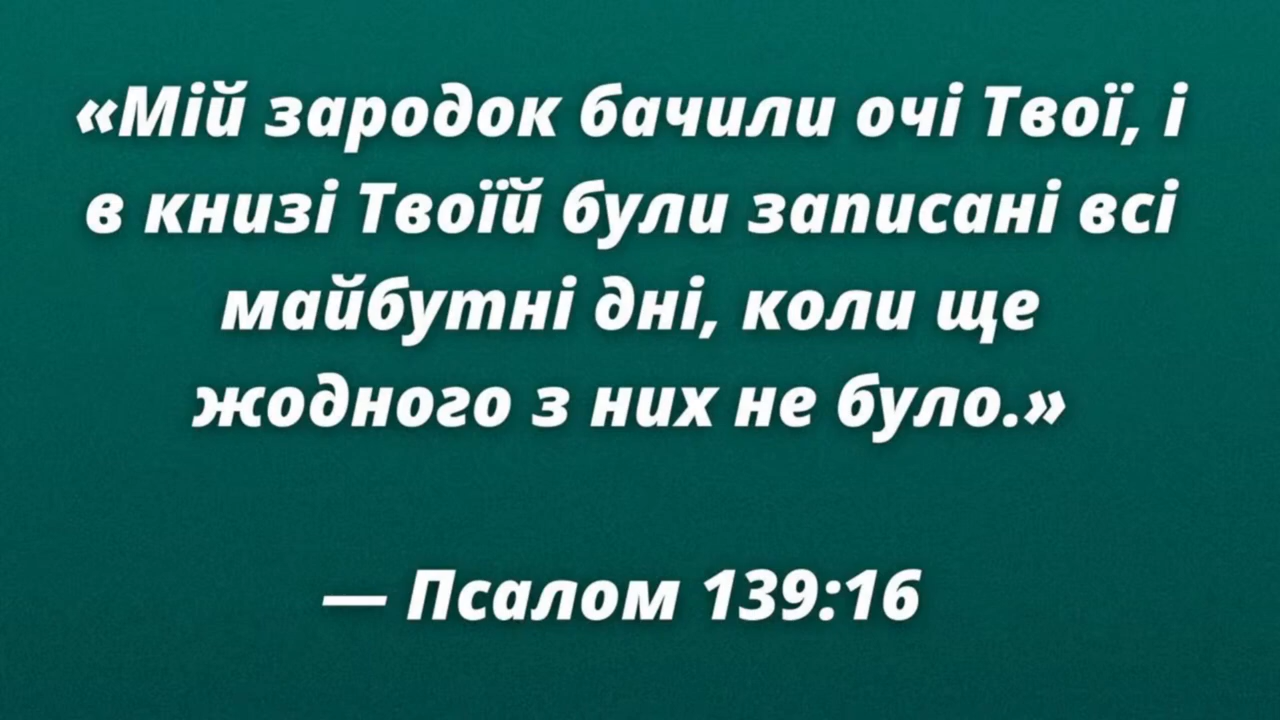 «Мій зародок бачили очі Твої, і
в книзі Твоїй були записані всі
майбутні дні, коли ще
жодного з них не було.»
— Псалом 139:16